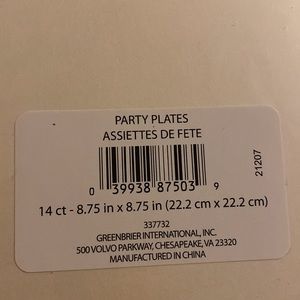 PARTY PLATES
ASSIETTES DE FETE
0 39938 87503 9
21207
14 ct - 8.75 in x 8.75 in (22.2 cm x 22.2 cm)
337732
GREENBRIER INTERNATIONAL, INC.
500 VOLVO PARKWAY, CHESAPEAKE, VA 23320
MANUFACTURED IN CHINA